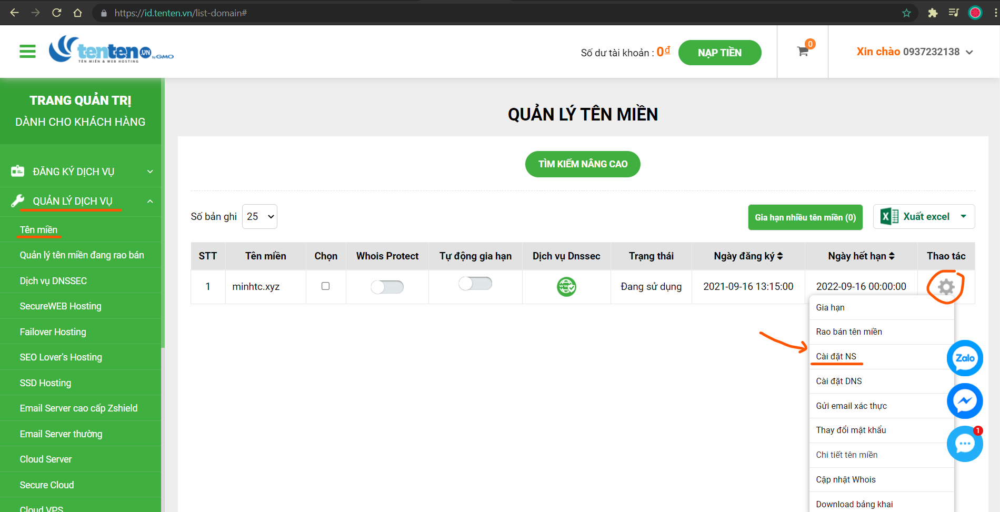 https://id.tenten.vn/list-domain#
tenten.vn by GMO
TÊN MIỀN & WEB HOSTING
Số dư tài khoản : 0đ
NẠP TIỀN
0
Xin chào 0937232138
TRANG QUẢN TRỊ
DÀNH CHO KHÁCH HÀNG
ĐĂNG KÝ DỊCH VỤ
QUẢN LÝ DỊCH VỤ
Tên miền
Quản lý tên miền đang rao bán
Dịch vụ DNSSEC
SecureWEB Hosting
Failover Hosting
SEO Lover's Hosting
SSD Hosting
Email Server cao cấp Zshield
Email Server thường
Cloud Server
Secure Cloud
Cloud VPS
QUẢN LÝ TÊN MIỀN
TÌM KIẾM NÂNG CAO
Số bản ghi 25
Gia hạn nhiều tên miền (0)
Xuất excel
STT Tên miền Chọn Whois Protect Tự động gia hạn Dịch vụ Dnssec Trạng thái Ngày đăng ký Ngày hết hạn Thao tác
1 minhtc.xyz Đang sử dụng 2021-09-16 13:15:00 2022-09-16 00:00:00
Gia hạn
Rao bán tên miền
Cài đặt NS
Cài đặt DNS
Gửi email xác thực
Thay đổi mật khẩu
Chi tiết tên miền
Cập nhật Whois
Download bảng khai
Zalo
1